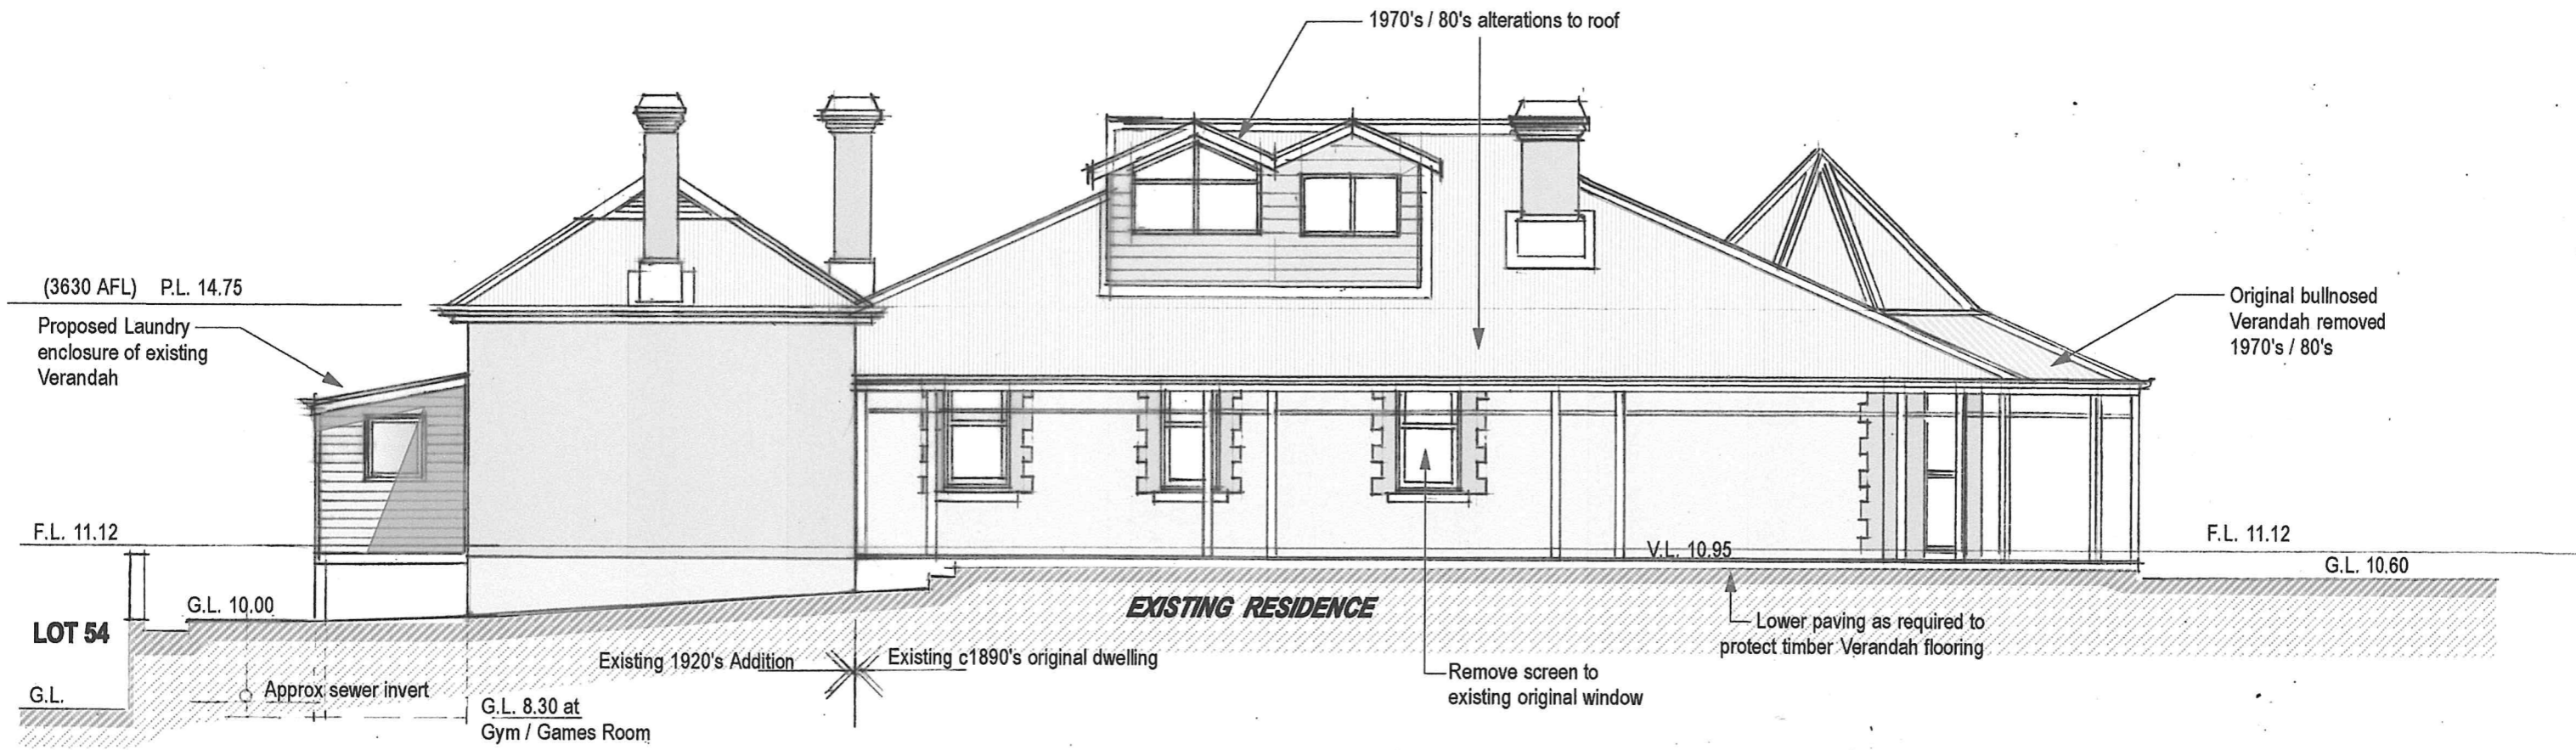 1970's / 80's alterations to roof
(3630 AFL) P.L. 14.75
Proposed Laundry
enclosure of existing
Verandah
Original bullnosed
Verandah removed
1970's / 80's
F.L. 11.12
V.L. 10.95
F.L. 11.12
G.L. 10.60
G.L. 10.00
LOT 54
EXISTING RESIDENCE
Lower paving as required to
protect timber Verandah flooring
Existing 1920's Addition
Existing c1890's original dwelling
Remove screen to
existing original window
G.L.
Approx sewer invert
G.L. 8.30 at
Gym / Games Room